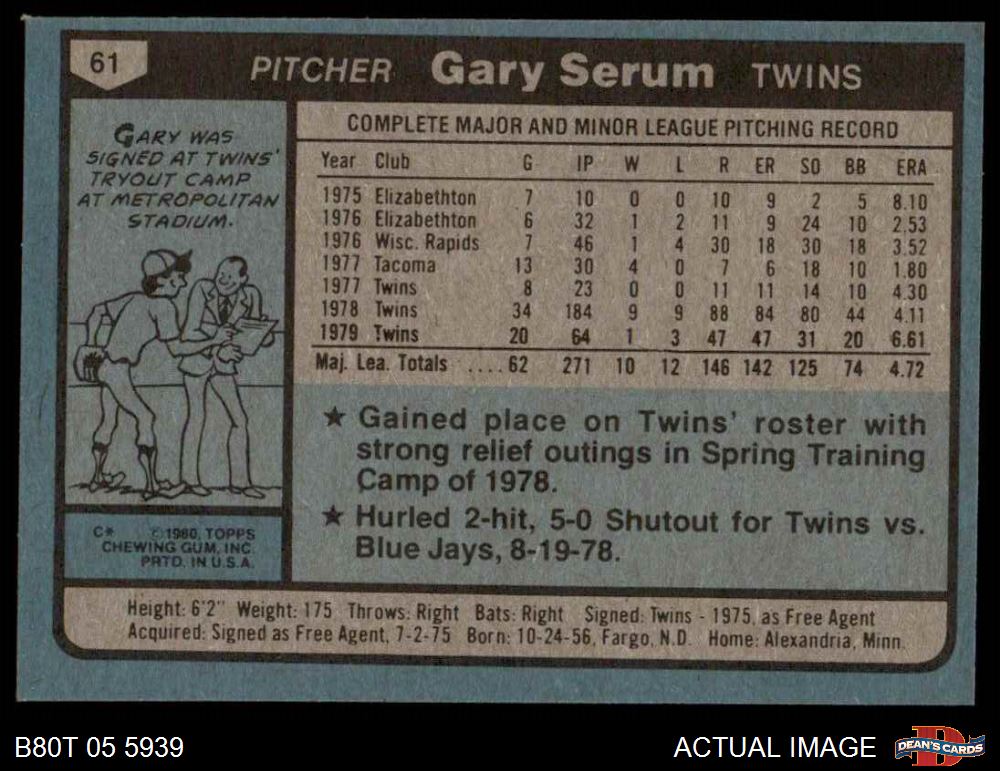 61
PITCHER Gary Serum TWINS
GARY WAS
SIGNED AT TWINS'
TRYOUT CAMP
AT METROPOLITAN
STADIUM.
COMPLETE MAJOR AND MINOR LEAGUE PITCHING RECORD
Year Club G IP W L R ER SO BB ERA
1975 Elizabethton 7 10 0 0 10 9 2 5 8.10
1976 Elizabethton 6 32 1 2 11 9 24 10 2.53
1976 Wisc. Rapids 7 46 1 4 30 18 30 18 3.52
1977 Tacoma 13 30 4 0 7 6 18 10 1.80
1977 Twins 8 23 0 0 11 11 14 10 4.30
1978 Twins 34 184 9 9 88 84 80 44 4.11
1979 Twins 20 64 1 3 47 47 31 20 6.61
Maj. Lea. Totals ....62 271 10 12 146 142 125 74 4.72
★ Gained place on Twins' roster with
strong relief outings in Spring Training
Camp of 1978.
★ Hurled 2-hit, 5-0 Shutout for Twins vs.
Blue Jays, 8-19-78.
C* ©1980, TOPPS
CHEWING GUM, INC.
PRTD. IN U.S.A.
Height: 6'2" Weight: 175 Throws: Right Bats: Right Signed: Twins - 1975, as Free Agent
Acquired: Signed as Free Agent, 7-2-75 Born: 10-24-56, Fargo, N.D. Home: Alexandria, Minn.
B80T 05 5939
ACTUAL IMAGE
DEAN'S CARDS